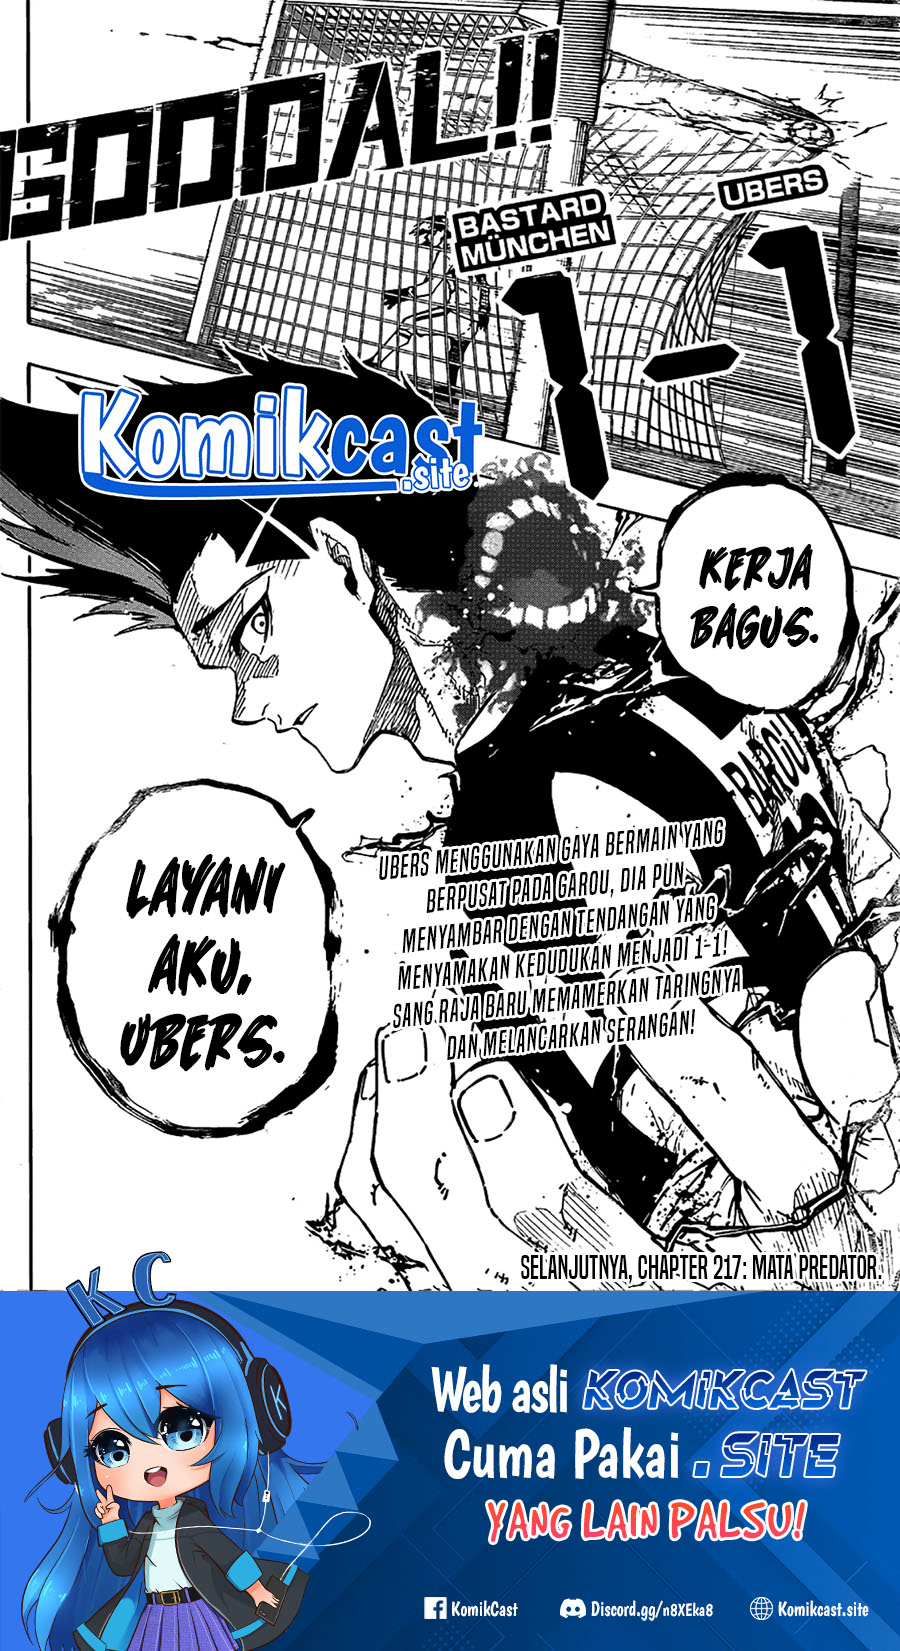 GOOOAL!!
BASTARD
MÜNCHEN
UBERS
1-1
Komikcast
.site
KERJA
BAGUS.
BAROU
LAYANI
AKU.
UBERS.
UBERS MENGGUNAKAN GAYA BERMAIN YANG
BERPUSAT PADA GAROU, DIA PUN
MENYAMBAR DENGAN TENDANGAN YANG
MENYAMAKAN KEDUDUKAN MENJADI 1-1!
SANG RAJA BARU MEMAMERKAN TARINGNYA
DAN MELANCARKAN SERANGAN!
SELANJUTNYA, CHAPTER 217: MATA PREDATOR.
KC
K
Web asli KOMIKCAST
Cuma Pakai .SITE
YANG LAIN PALSU!
KomikCast
Discord.gg/n8XEka8
Komikcast.site